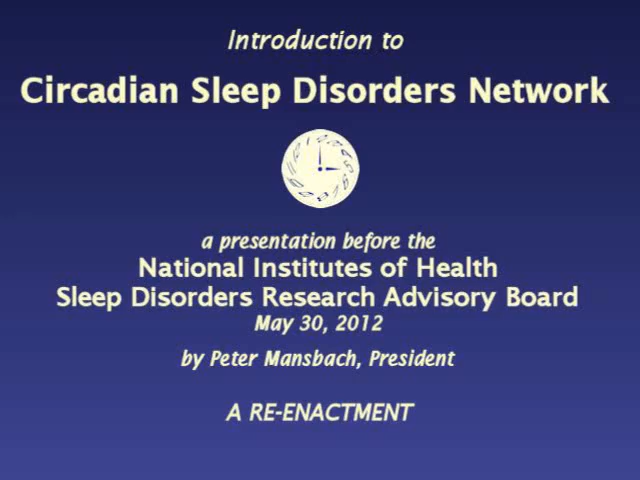 Introduction to
Circadian Sleep Disorders Network
a presentation before the
National Institutes of Health
Sleep Disorders Research Advisory Board
May 30, 2012
by Peter Mansbach, President
A RE-ENACTMENT